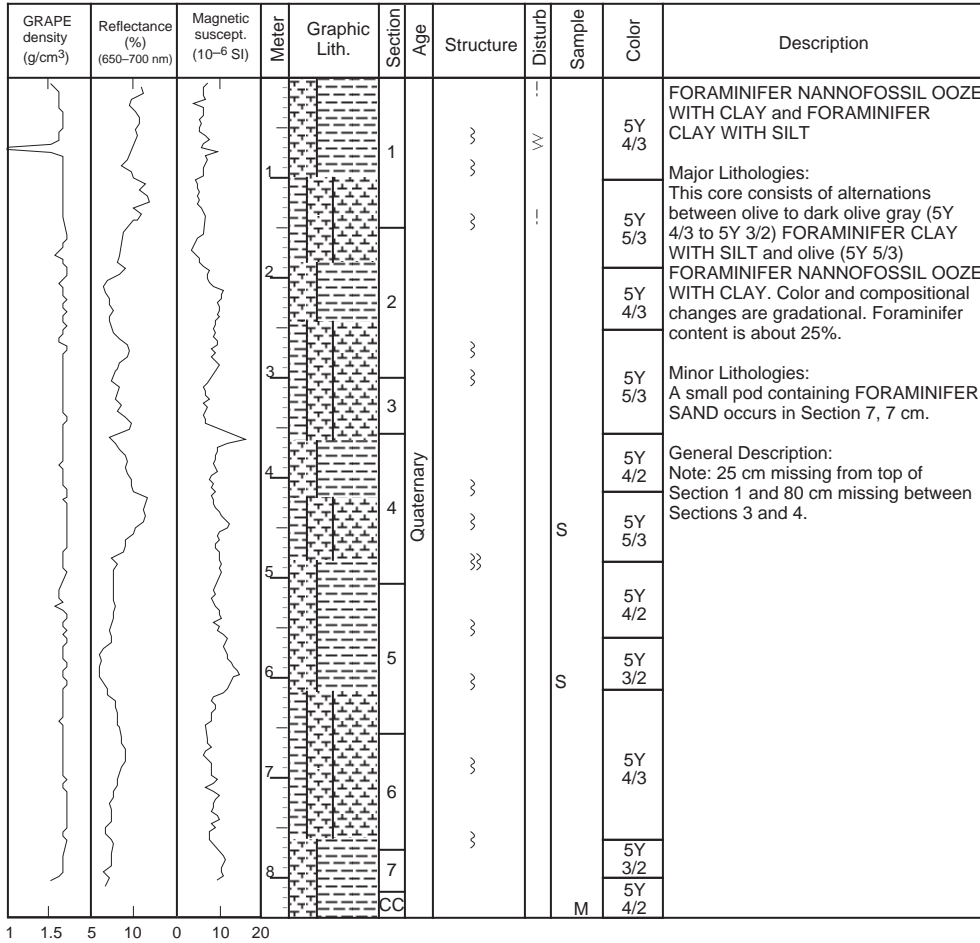 GRAPE
density
(g/cm3)
Reflectance
(%)
(650–700 nm)
Magnetic
suscept.
(10–6 SI)
Meter
Graphic
Lith.
Section
Age
Structure
Disturb
Sample
Color
Description
1
2
3
4
5
6
7
8
1
2
3
4
5
6
7
CC
Quaternary
S
S
M
5Y
4/3
5Y
5/3
5Y
4/3
5Y
5/3
5Y
4/2
5Y
5/3
5Y
4/2
5Y
3/2
5Y
4/3
5Y
3/2
5Y
4/2
FORAMINIFER NANNOFOSSIL OOZE
WITH CLAY and FORAMINIFER
CLAY WITH SILT
Major Lithologies:
This core consists of alternations
between olive to dark olive gray (5Y
4/3 to 5Y 3/2) FORAMINIFER CLAY
WITH SILT and olive (5Y 5/3)
FORAMINIFER NANNOFOSSIL OOZE
WITH CLAY. Color and compositional
changes are gradational. Foraminifer
content is about 25%.
Minor Lithologies:
A small pod containing FORAMINIFER
SAND occurs in Section 7, 7 cm.
General Description:
Note: 25 cm missing from top of
Section 1 and 80 cm missing between
Sections 3 and 4.
1 1.5 5 10 0 10 20